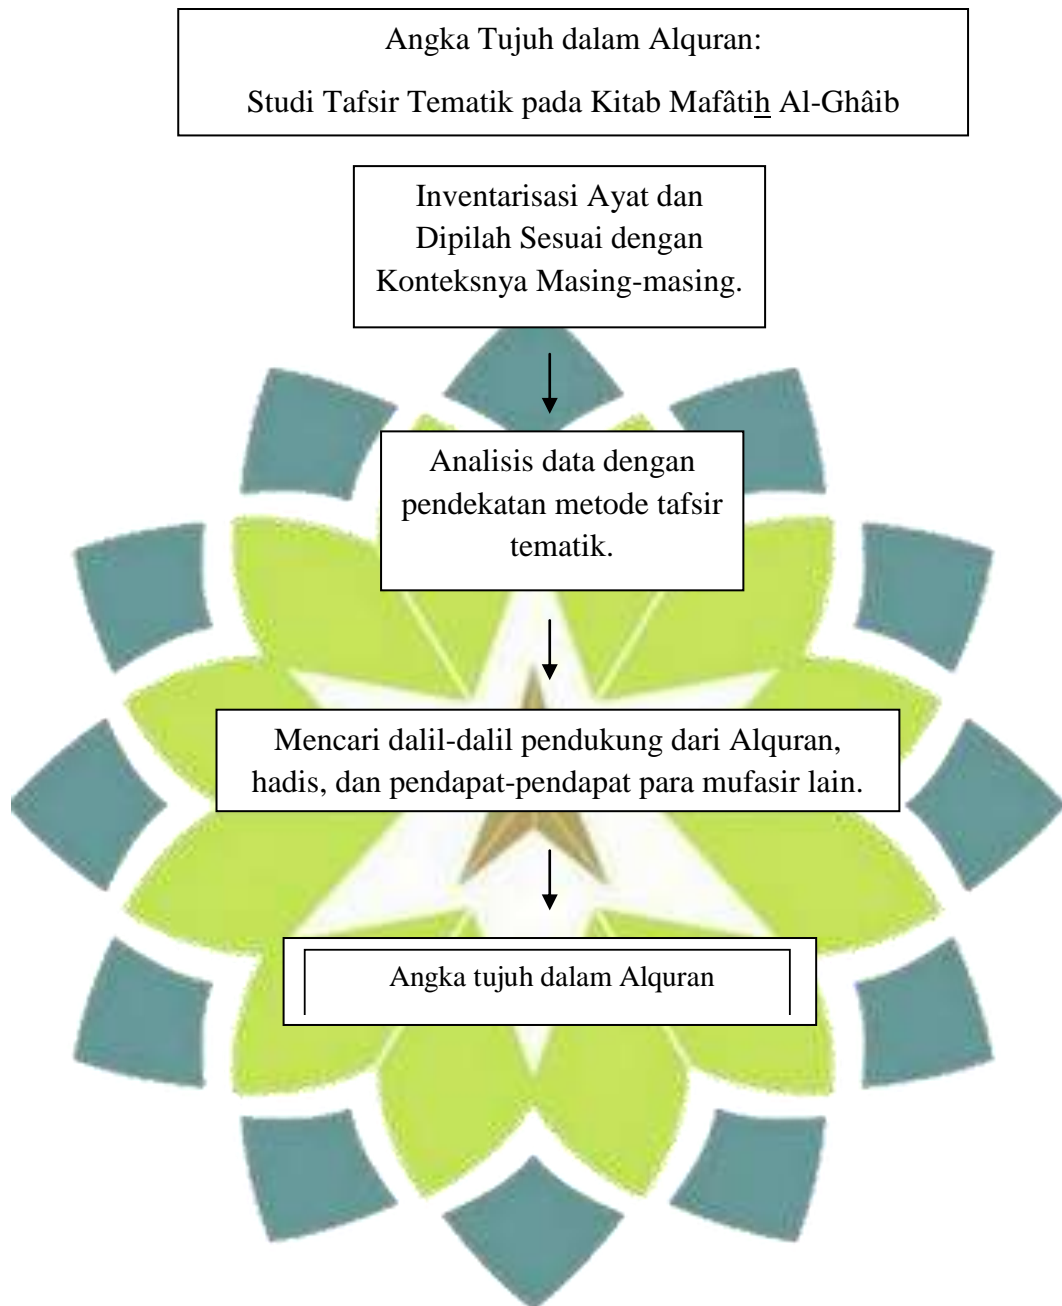 Angka Tujuh dalam Alquran:
Studi Tafsir Tematik pada Kitab Mafâtiẖ Al-Ghâib
Inventarisasi Ayat dan
Dipilah Sesuai dengan
Konteksnya Masing-masing.
Analisis data dengan
pendekatan metode tafsir
tematik.
Mencari dalil-dalil pendukung dari Alquran,
hadis, dan pendapat-pendapat para mufasir lain.
Angka tujuh dalam Alquran